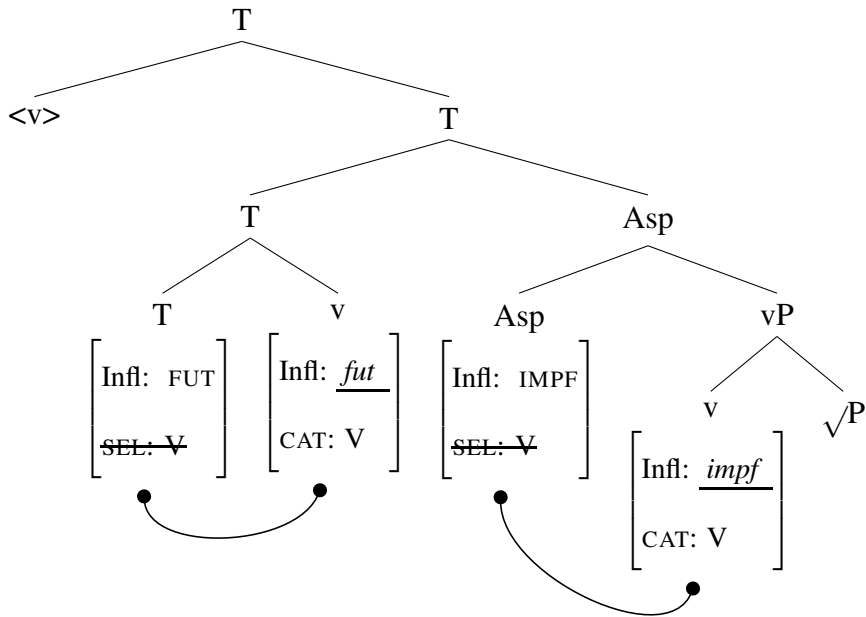 T
<v>
T
T
Asp
T
v
Asp
vP
Infl: FUT
SEL: V
Infl: fut
CAT: V
Infl: IMPF
SEL: V
v
√P
Infl: impf
CAT: V